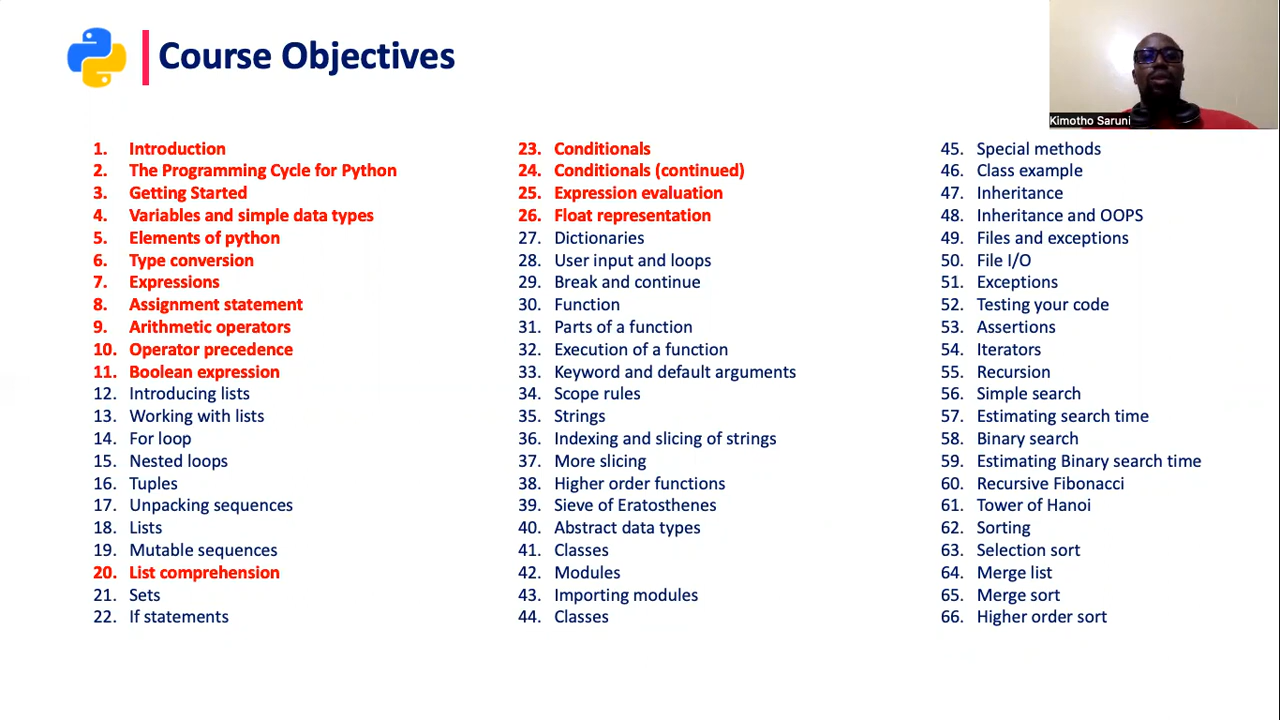 Course Objectives
Kimotho Saruni
1. Introduction
2. The Programming Cycle for Python
3. Getting Started
4. Variables and simple data types
5. Elements of python
6. Type conversion
7. Expressions
8. Assignment statement
9. Arithmetic operators
10. Operator precedence
11. Boolean expression
12. Introducing lists
13. Working with lists
14. For loop
15. Nested loops
16. Tuples
17. Unpacking sequences
18. Lists
19. Mutable sequences
20. List comprehension
21. Sets
22. If statements
23. Conditionals
24. Conditionals (continued)
25. Expression evaluation
26. Float representation
27. Dictionaries
28. User input and loops
29. Break and continue
30. Function
31. Parts of a function
32. Execution of a function
33. Keyword and default arguments
34. Scope rules
35. Strings
36. Indexing and slicing of strings
37. More slicing
38. Higher order functions
39. Sieve of Eratosthenes
40. Abstract data types
41. Classes
42. Modules
43. Importing modules
44. Classes
45. Special methods
46. Class example
47. Inheritance
48. Inheritance and OOPS
49. Files and exceptions
50. File I/O
51. Exceptions
52. Testing your code
53. Assertions
54. Iterators
55. Recursion
56. Simple search
57. Estimating search time
58. Binary search
59. Estimating Binary search time
60. Recursive Fibonacci
61. Tower of Hanoi
62. Sorting
63. Selection sort
64. Merge list
65. Merge sort
66. Higher order sort